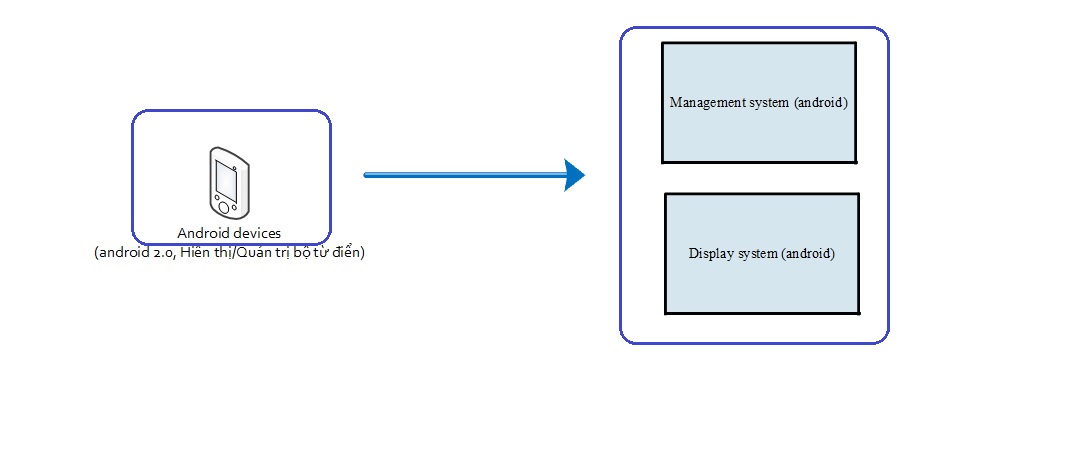 Android devices
(android 2.0, Hiển thị/Quản trị bộ từ điển)
Management system (android)
Display system (android)